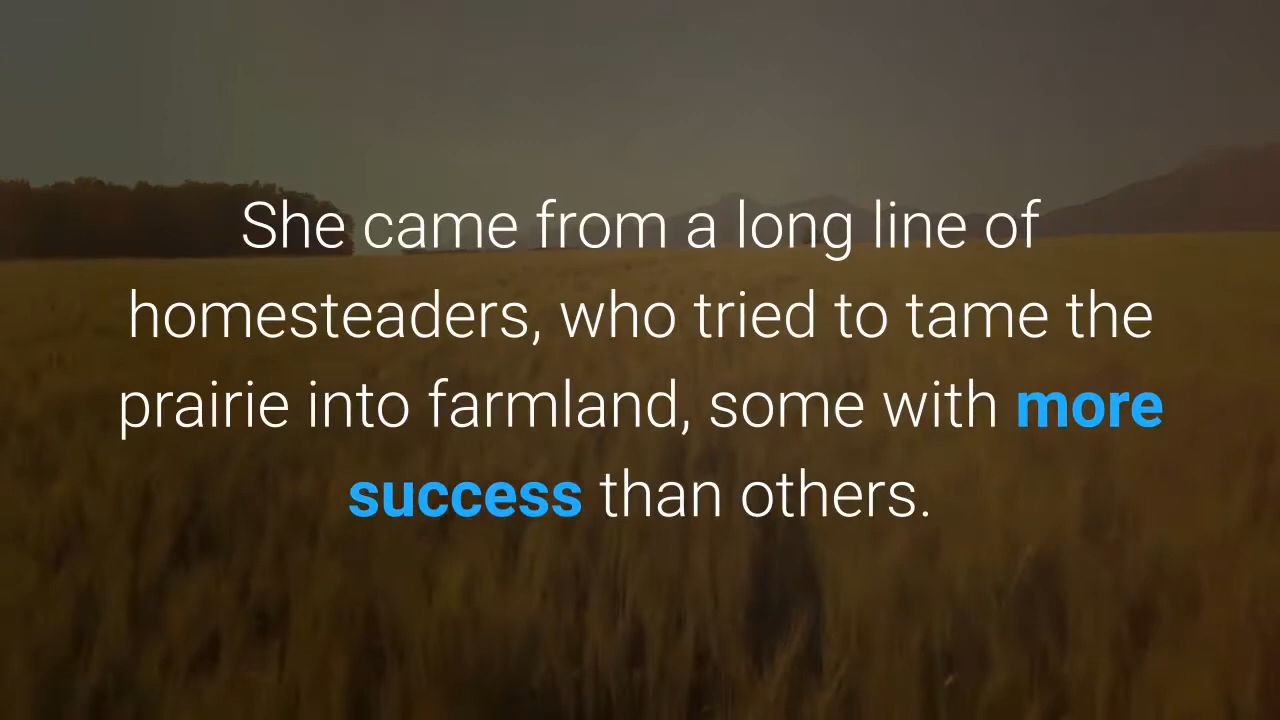 She came from a long line of
homesteaders, who tried to tame the
prairie into farmland, some with more
success than others.